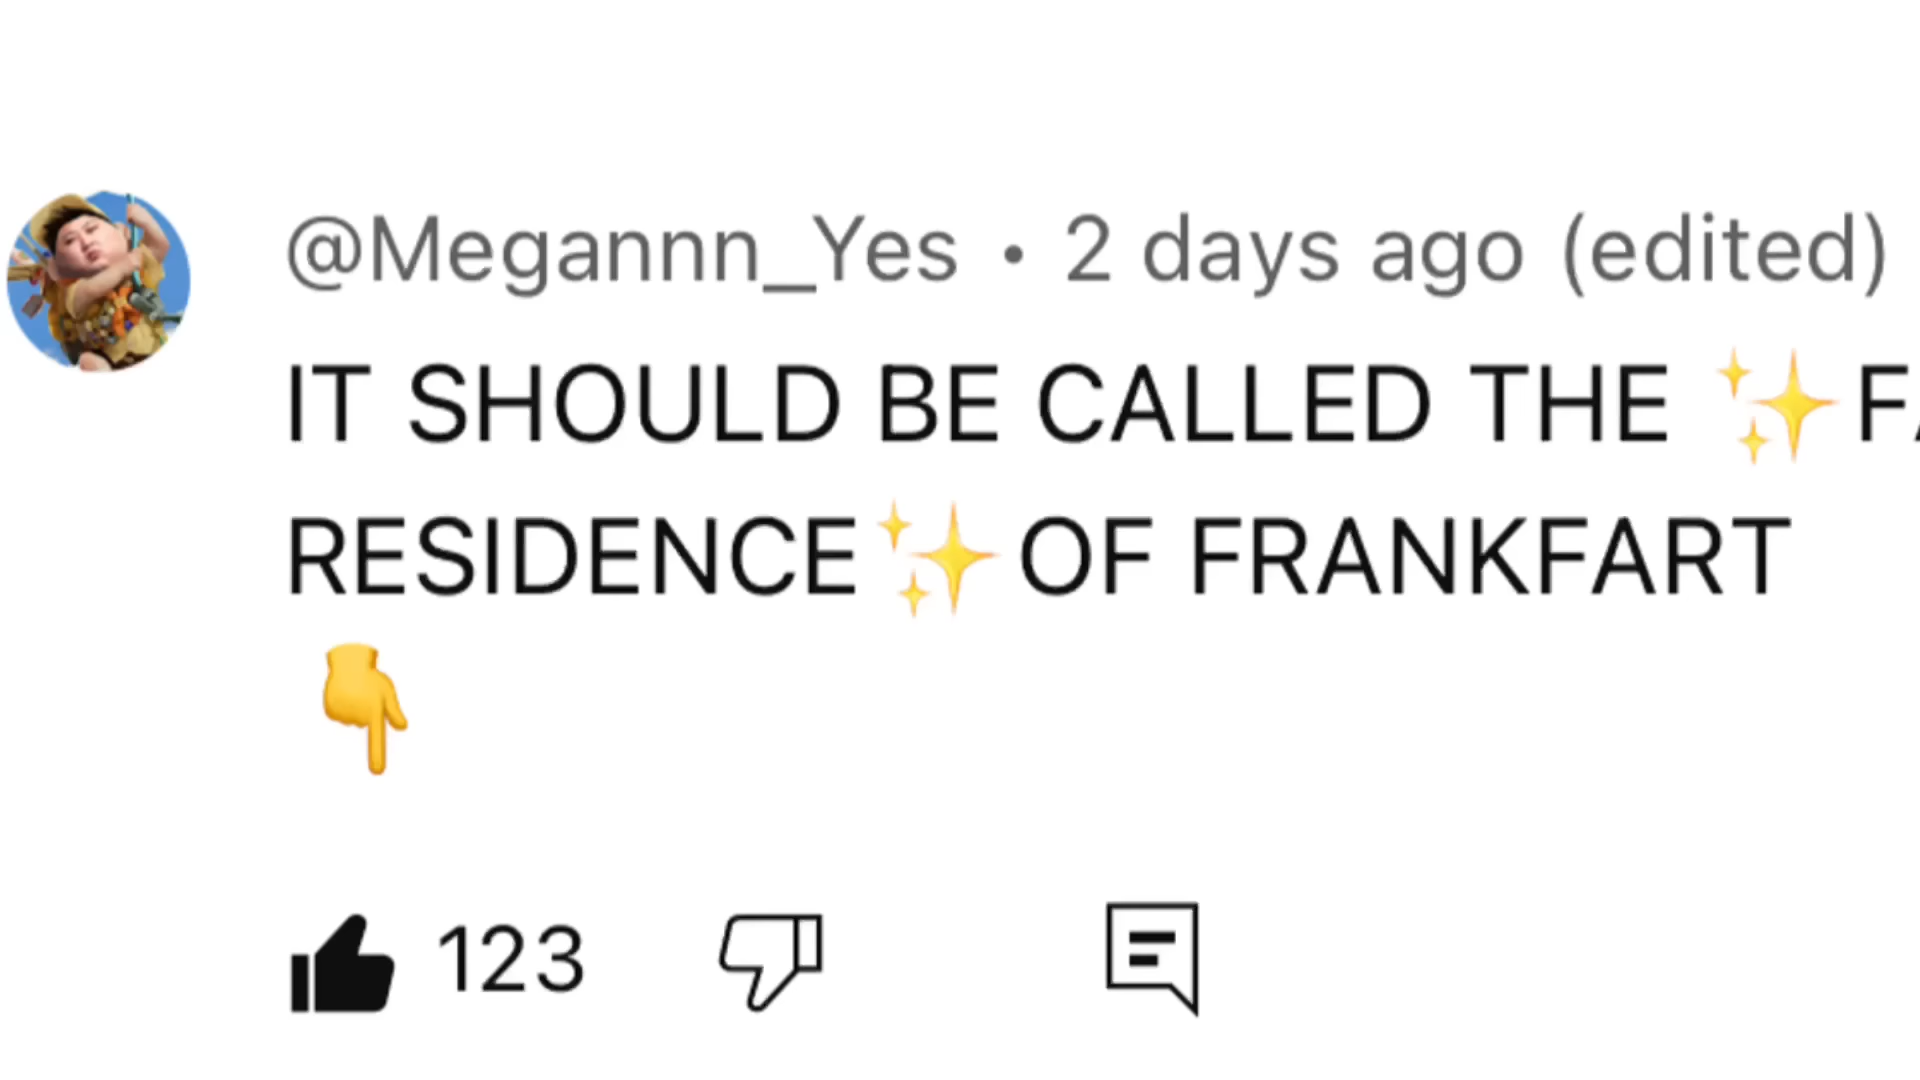 @Megannn_Yes • 2 days ago (edited)
IT SHOULD BE CALLED THE ✨
RESIDENCE✨OF FRANKFART
👇
123